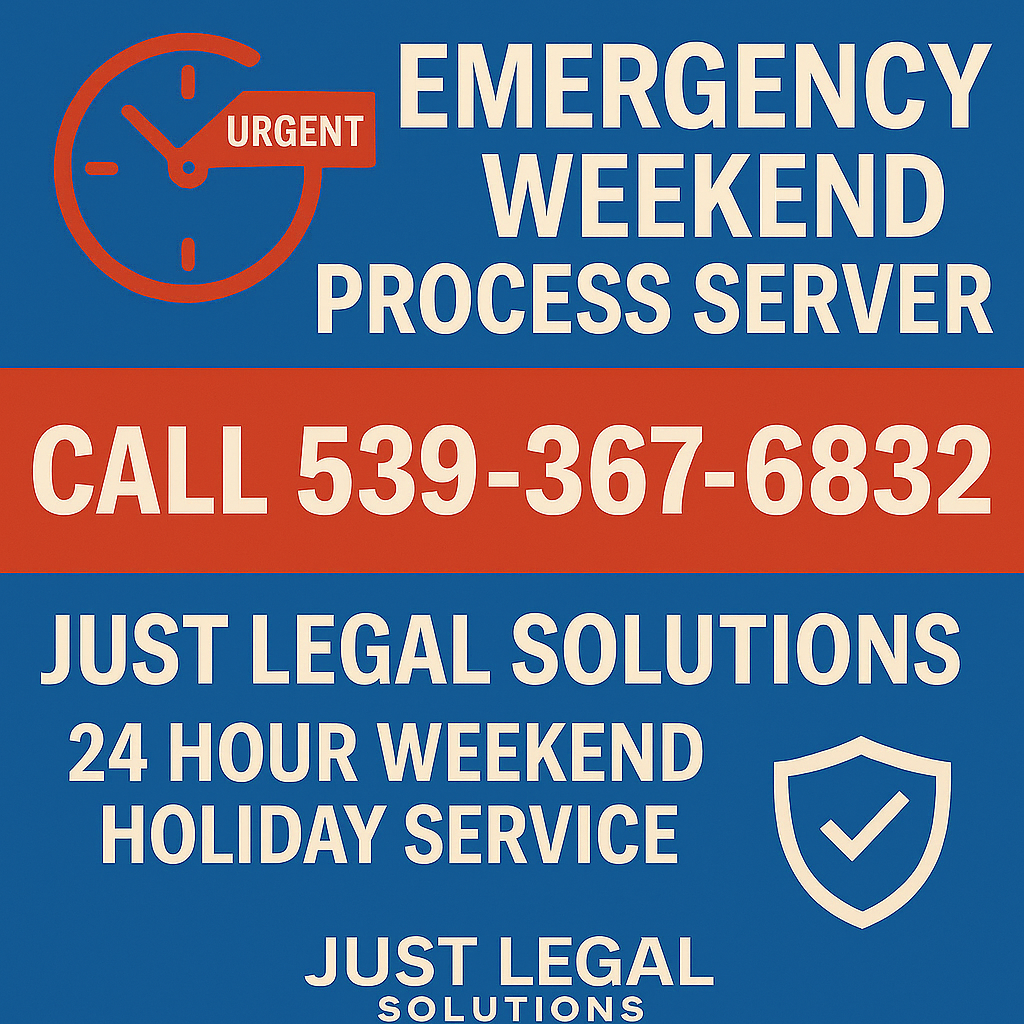 URGENT
EMERGENCY
WEEKEND
PROCESS SERVER
CALL 539-367-6832
JUST LEGAL SOLUTIONS
24 HOUR WEEKEND
HOLIDAY SERVICE
JUST LEGAL
SOLUTIONS